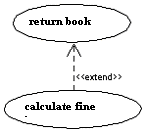 return book
<<extend>>
calculate fine